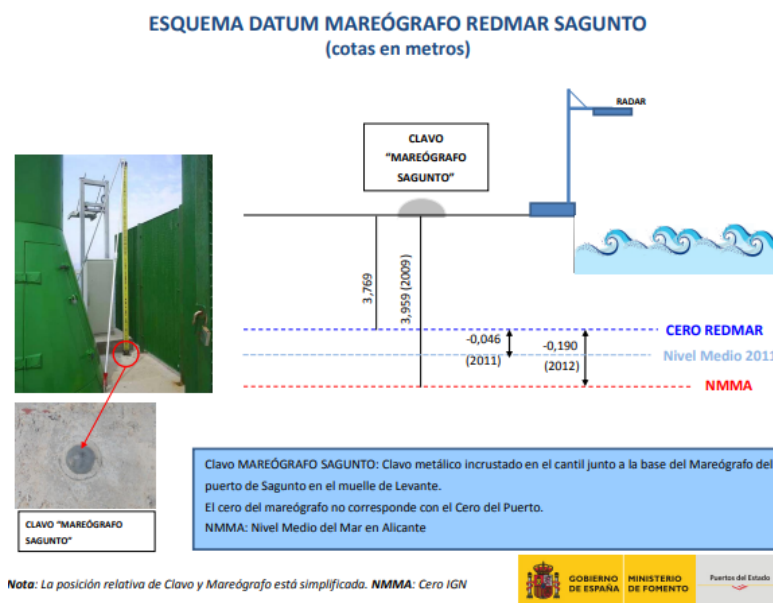 ESQUEMA DATUM MAREÓGRAFO REDMAR SAGUNTO
(cotas en metros)
RADAR
CLAVO
“MAREÓGRAFO
SAGUNTO”
3,769
3,959 (2009)
CERO REDMAR
-0,046
(2011)
-0,190
(2012)
Nivel Medio 2011
NMMA
Clavo MAREÓGRAFO SAGUNTO: Clavo metálico incrustado en el cantil junto a la base del Mareógrafo del
puerto de Sagunto en el muelle de Levante.
El cero del mareógrafo no corresponde con el Cero del Puerto.
NMMA: Nivel Medio del Mar en Alicante
CLAVO “MAREÓGRAFO
SAGUNTO”
Nota: La posición relativa de Clavo y Mareógrafo está simplificada. NMMA: Cero IGN
GOBIERNO
DE ESPAÑA
MINISTERIO
DE FOMENTO
Puertos del Estado